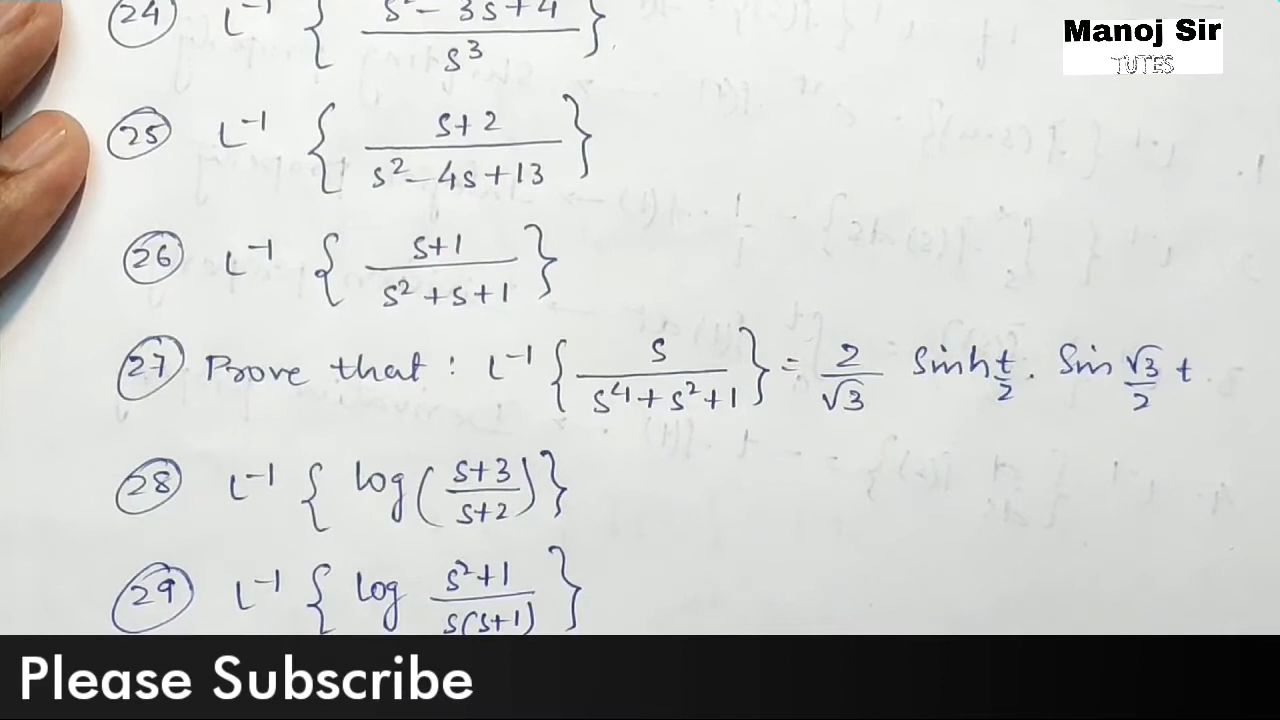 24 L⁻¹ { s² - 3s + 4 / s³ }
Manoj Sir
TUTES
25 L⁻¹ { s+2 / s² - 4s + 13 }
26 L⁻¹ { s+1 / s² + s + 1 }
27 Prove that : L⁻¹ { s / s⁴ + s² + 1 } = 2/√3 Sinh t/2 . Sin √3/2 t
28 L⁻¹ { log ( s+3 / s+2 ) }
29 L⁻¹ { log s²+1 / s(s+1) }
Please Subscribe